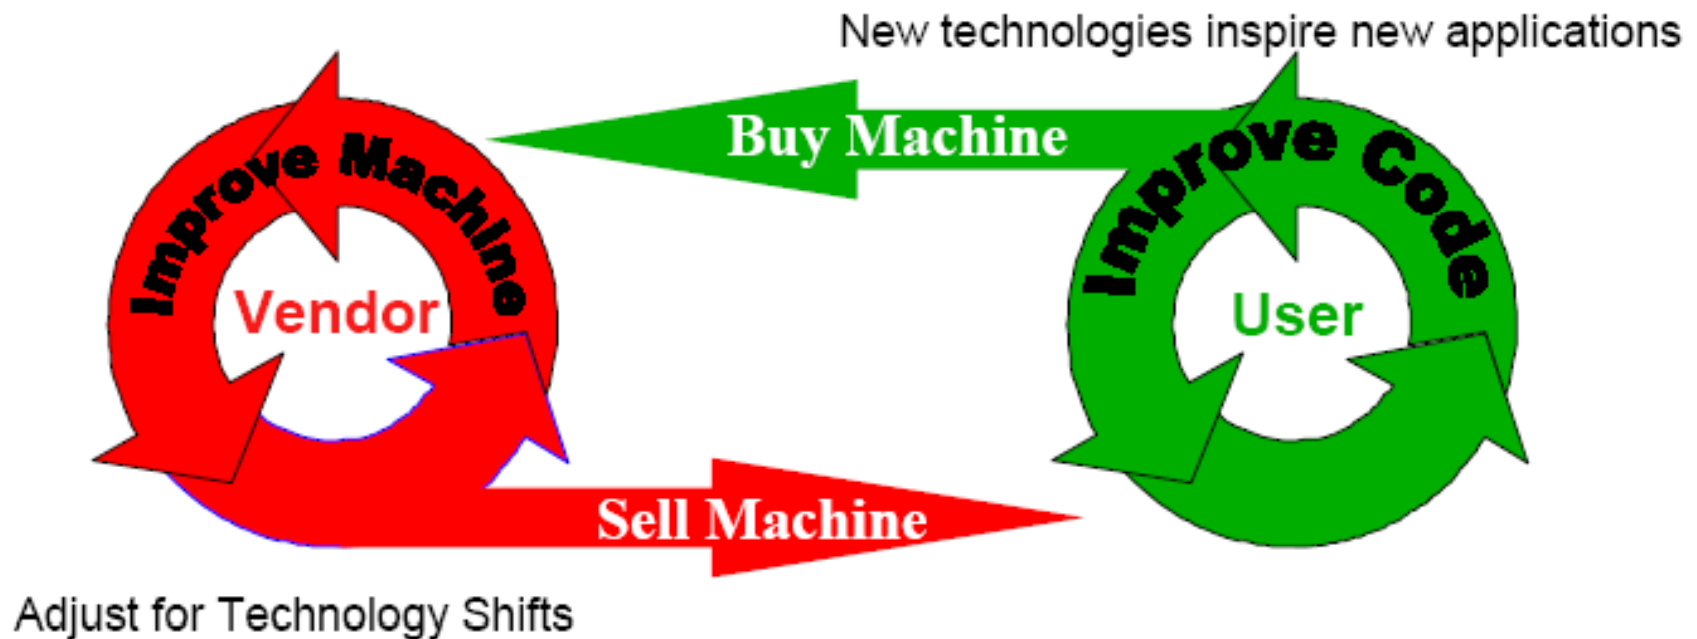 New technologies inspire new applications
Buy Machine
Improve Machine
Improve Code
Vendor
User
Sell Machine
Adjust for Technology Shifts